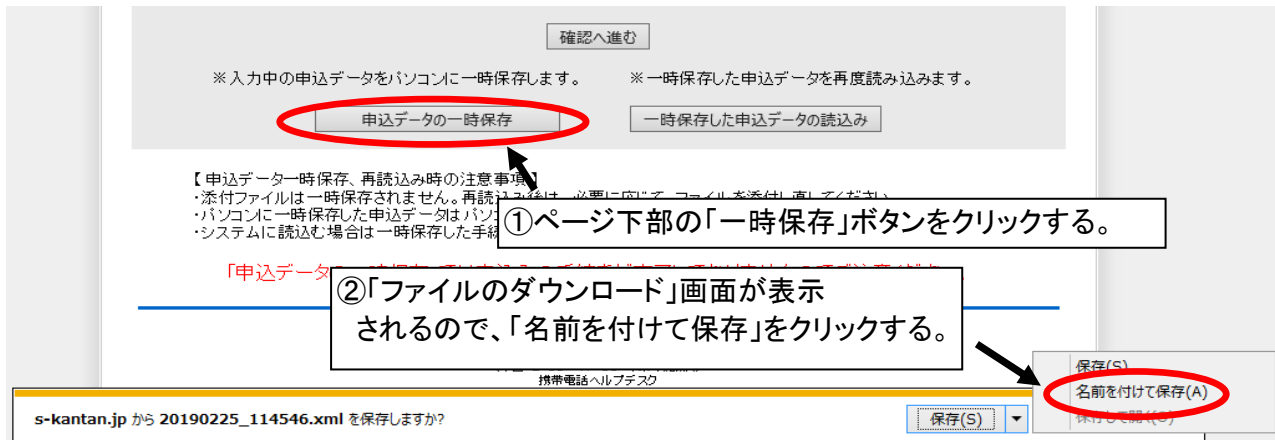 確認へ進む
※入力中の申込データをパソコンに一時保存します。 ※一時保存した申込データを再度読み込みます。
申込データの一時保存 一時保存した申込データの読込み
【申込データ一時保存、再読込み時の注意事項】
・添付ファイルは一時保存されません。再読込み後は、必要に応じて、ファイルを添付し直してください
・パソコンに一時保存した申込データはパソ
・システムに読込む場合は一時保存した手続
①ページ下部の「一時保存」ボタンをクリックする。
「申込データ
②「ファイルのダウンロード」画面が表示
されるので、「名前を付けて保存」をクリックする。
携帯電話ヘルプデスク
保存(S)
名前を付けて保存(A)
保存して開く(O)
s-kantan.jp から 20190225_114546.xml を保存しますか?
保存(S)